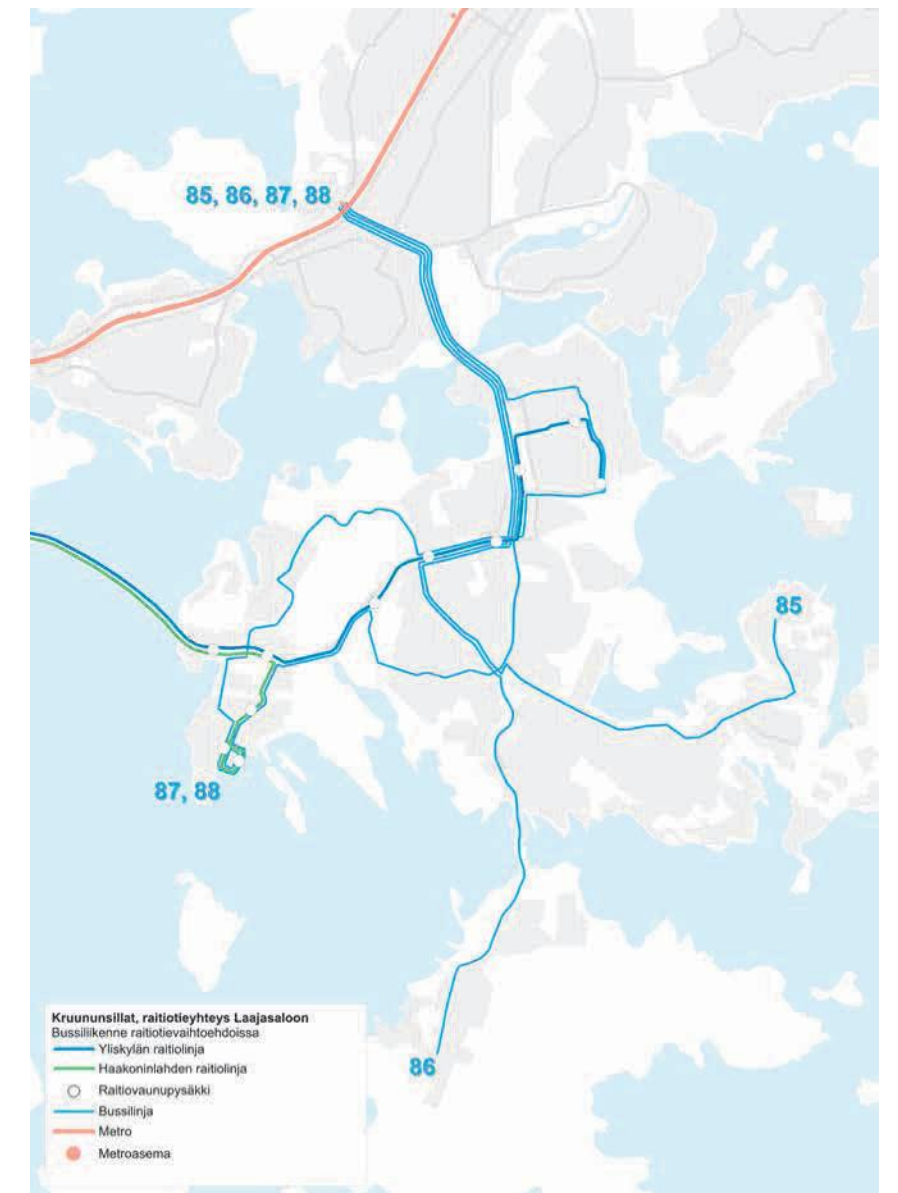 85, 86, 87, 88
85
87, 88
86
Kruununsillat, raitiotieyhteys Laajasaloon
Bussiliikenne raitiotievaihtoehdoissa
Yliskylän raitiolinja
Haakoninlahden raitiolinja
Raitiovaunupysäkki
Bussilinja
Metro
Metroasema